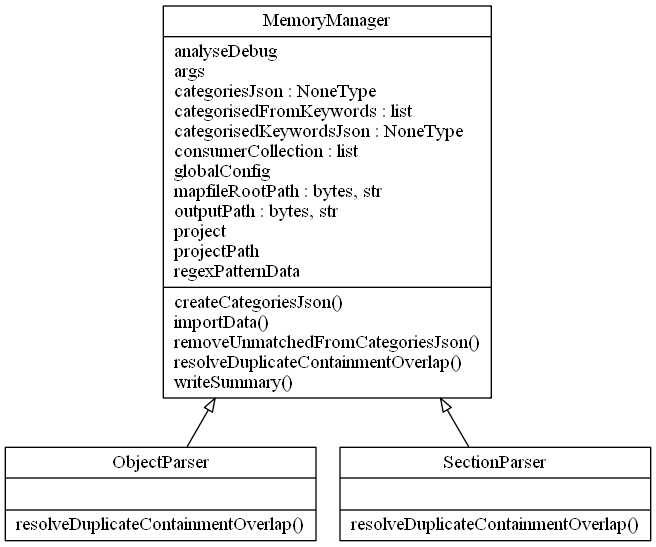 MemoryManager
analyseDebug
args
categoriesJson : NoneType
categorisedFromKeywords : list
categorisedKeywordsJson : NoneType
consumerCollection : list
globalConfig
mapfileRootPath : bytes, str
outputPath : bytes, str
project
projectPath
regexPatternData
createCategoriesJson()
importData()
removeUnmatchedFromCategoriesJson()
resolveDuplicateContainmentOverlap()
writeSummary()
ObjectParser
resolveDuplicateContainmentOverlap()
SectionParser
resolveDuplicateContainmentOverlap()